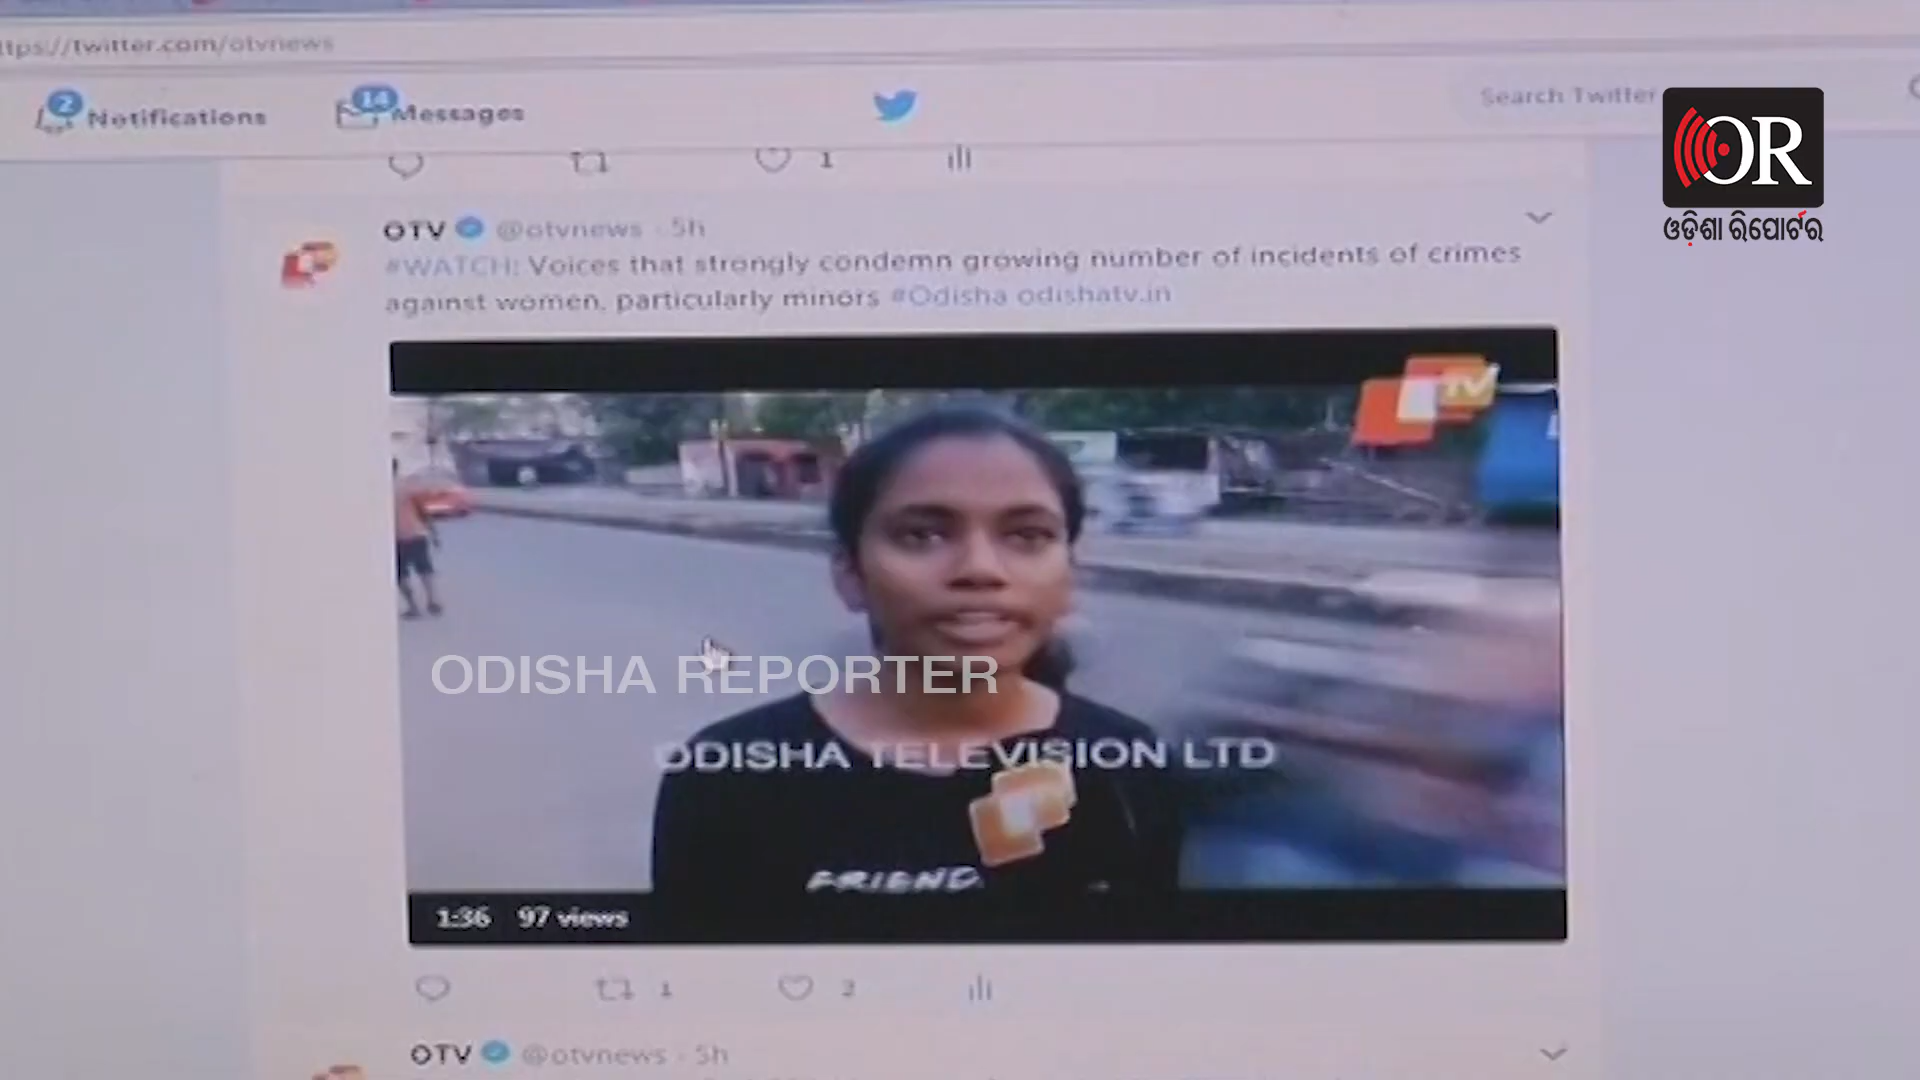 ttps://twitter.com/otvnews
2 Notifications
14 Messages
Search Twitter
OR
ଓଡ଼ିଶା ରିପୋର୍ଟର
1
OTV @otvnews · 5h
#WATCH: Voices that strongly condemn growing number of incidents of crimes
against women, particularly minors #Odisha odishatv.in
TV
ODISHA REPORTER
ODISHA TELEVISION LTD
FRIEND.
1:36 97 views
1 2
OTV @otvnews · 5h